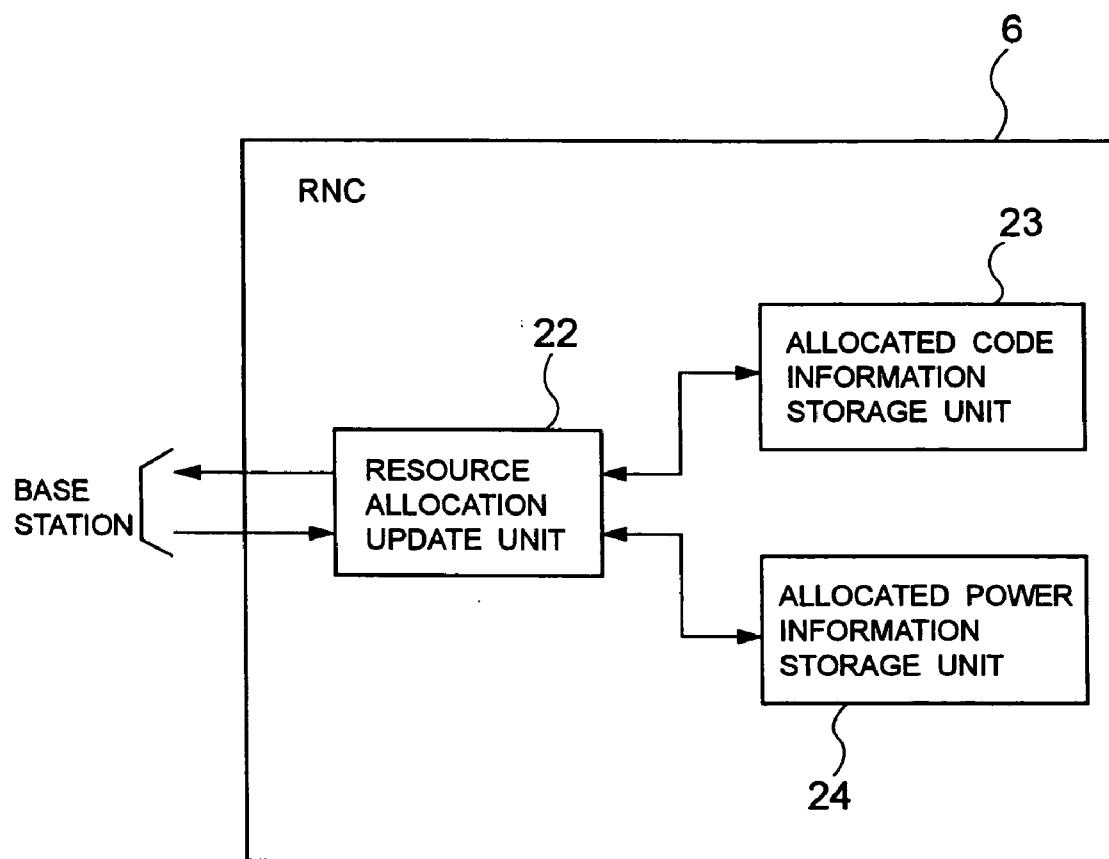 6
RNC
23
ALLOCATED CODE
INFORMATION
STORAGE UNIT
22
RESOURCE
ALLOCATION
UPDATE UNIT
BASE
STATION
ALLOCATED POWER
INFORMATION
STORAGE UNIT
24